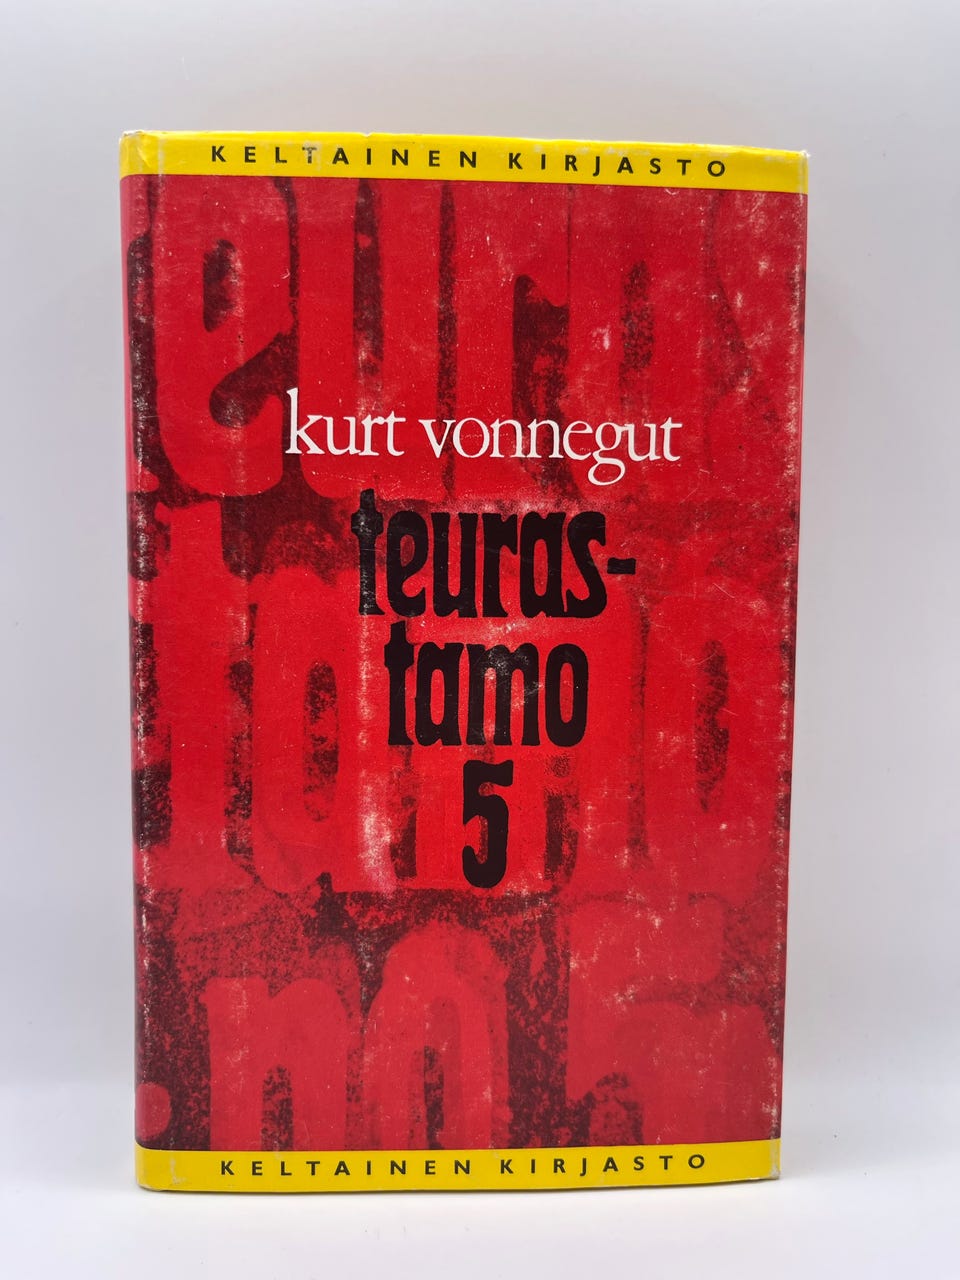 KELTAINEN KIRJASTO
kurt vonnegut
teuras-
tamo
5
KELTAINEN KIRJASTO